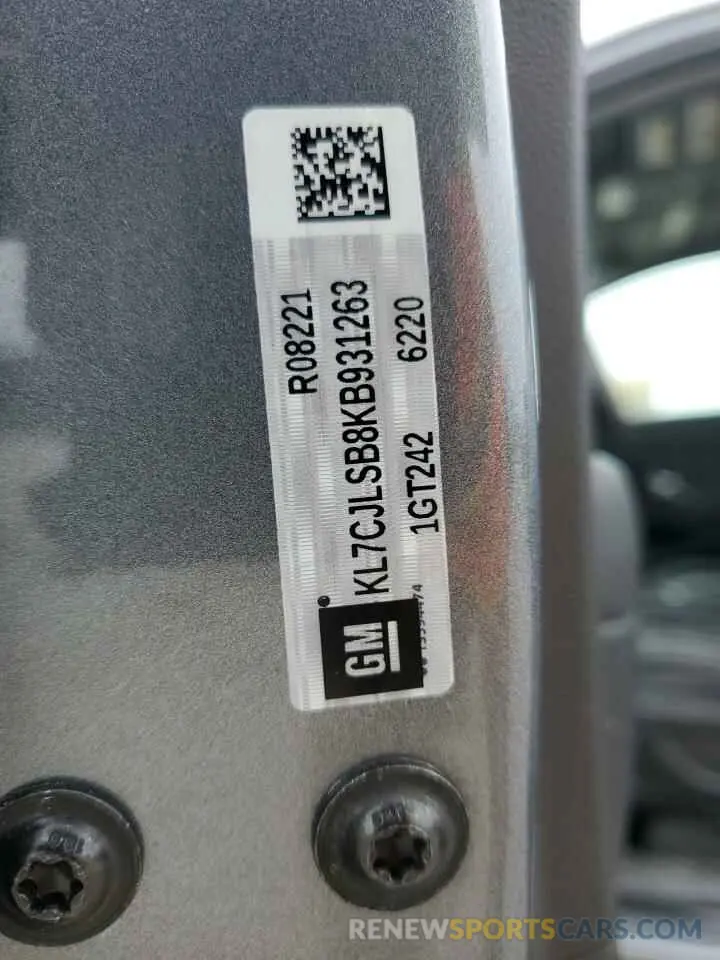 R08221
KL7CJLSB8KB931263
1GT242 6220
GM
RENEWSPORTSCARS.COM